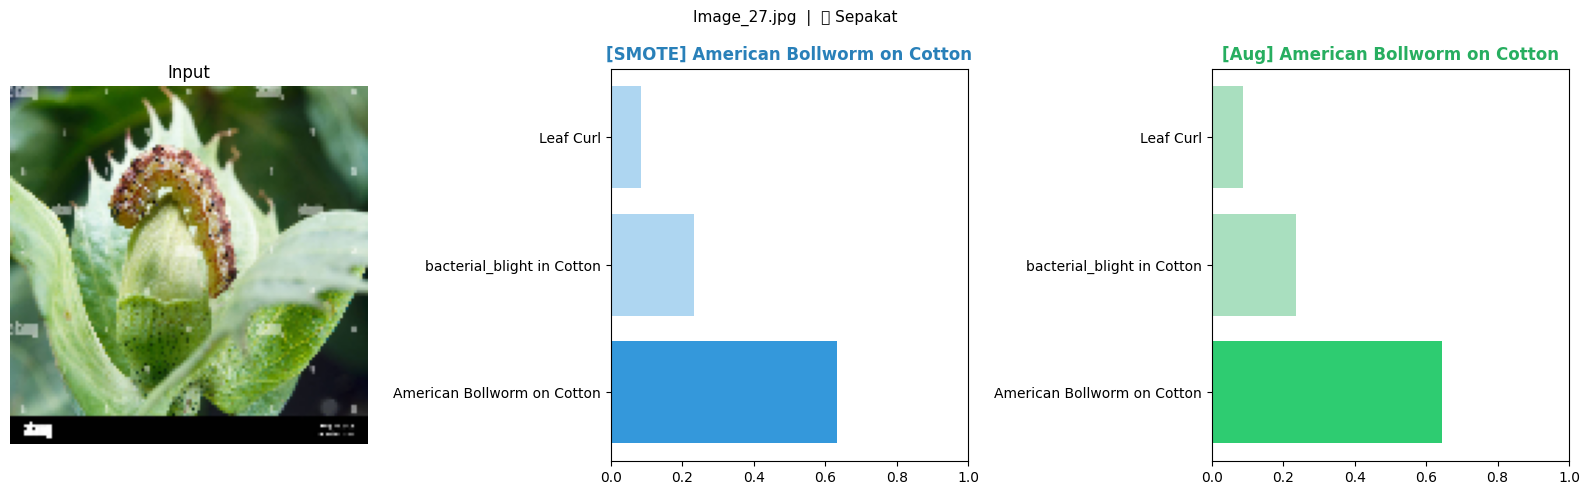 Image_27.jpg | ▯ Sepakat
Input
[SMOTE] American Bollworm on Cotton
Leaf Curl
bacterial_blight in Cotton
American Bollworm on Cotton
0.0 0.2 0.4 0.6 0.8 1.0
[Aug] American Bollworm on Cotton
Leaf Curl
bacterial_blight in Cotton
American Bollworm on Cotton
0.0 0.2 0.4 0.6 0.8 1.0